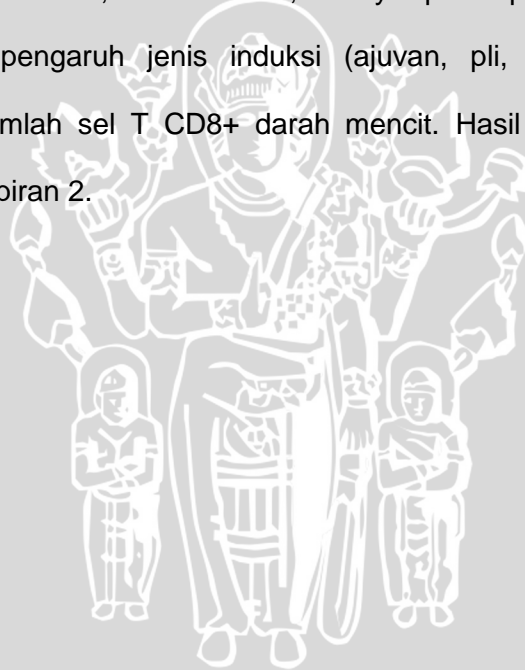 pengaruh jenis induksi (ajuvan, pli,
mlah sel T CD8+ darah mencit. Hasil
piran 2.